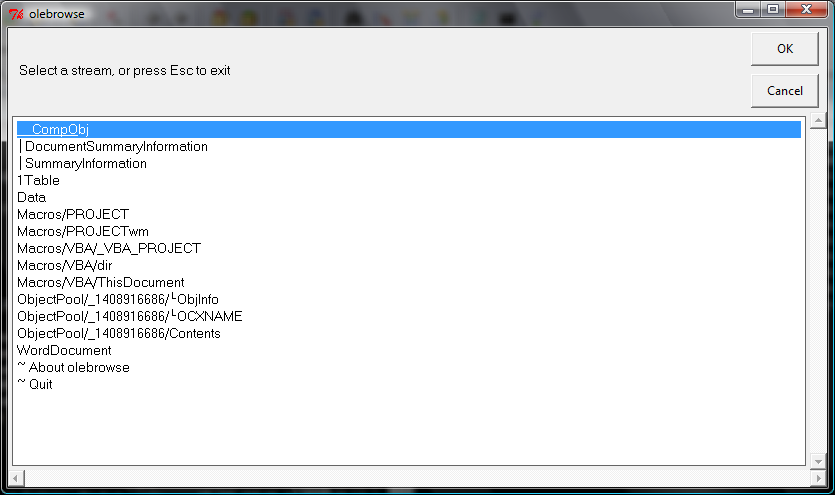 olebrowse
Select a stream, or press Esc to exit
OK
Cancel
_CompObj
|DocumentSummaryInformation
|SummaryInformation
1Table
Data
Macros/PROJECT
Macros/PROJECTwm
Macros/VBA/_VBA_PROJECT
Macros/VBA/dir
Macros/VBA/ThisDocument
ObjectPool/_1408916686/└ObjInfo
ObjectPool/_1408916686/└OCXNAME
ObjectPool/_1408916686/Contents
WordDocument
~ About olebrowse
~ Quit